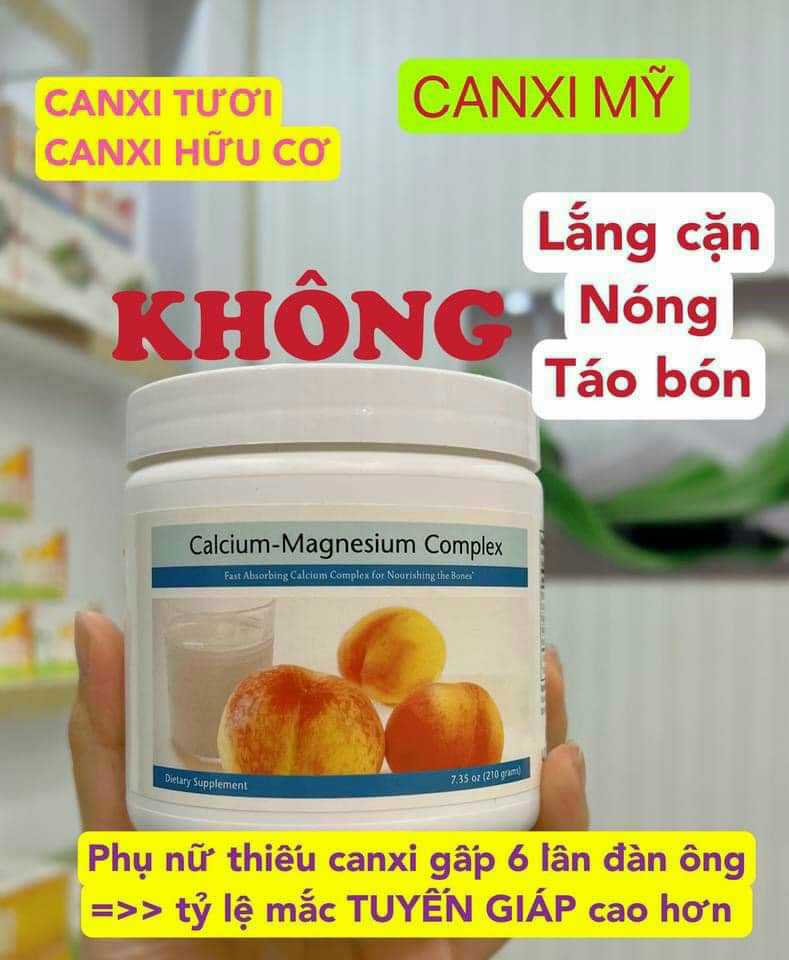 CANXI TƯƠI
CANXI HỮU CƠ
CANXI MỸ
KHÔNG
Lắng cặn
Nóng
Táo bón
Calcium-Magnesium Complex
Fast Absorbing Calcium Complex for Nourishing the Bones*
Dietary Supplement
7.35 oz (210 grams)
Phụ nữ thiếu canxi gấp 6 lân đàn ông
=>> tỷ lệ mắc TUYẾN GIÁP cao hơn